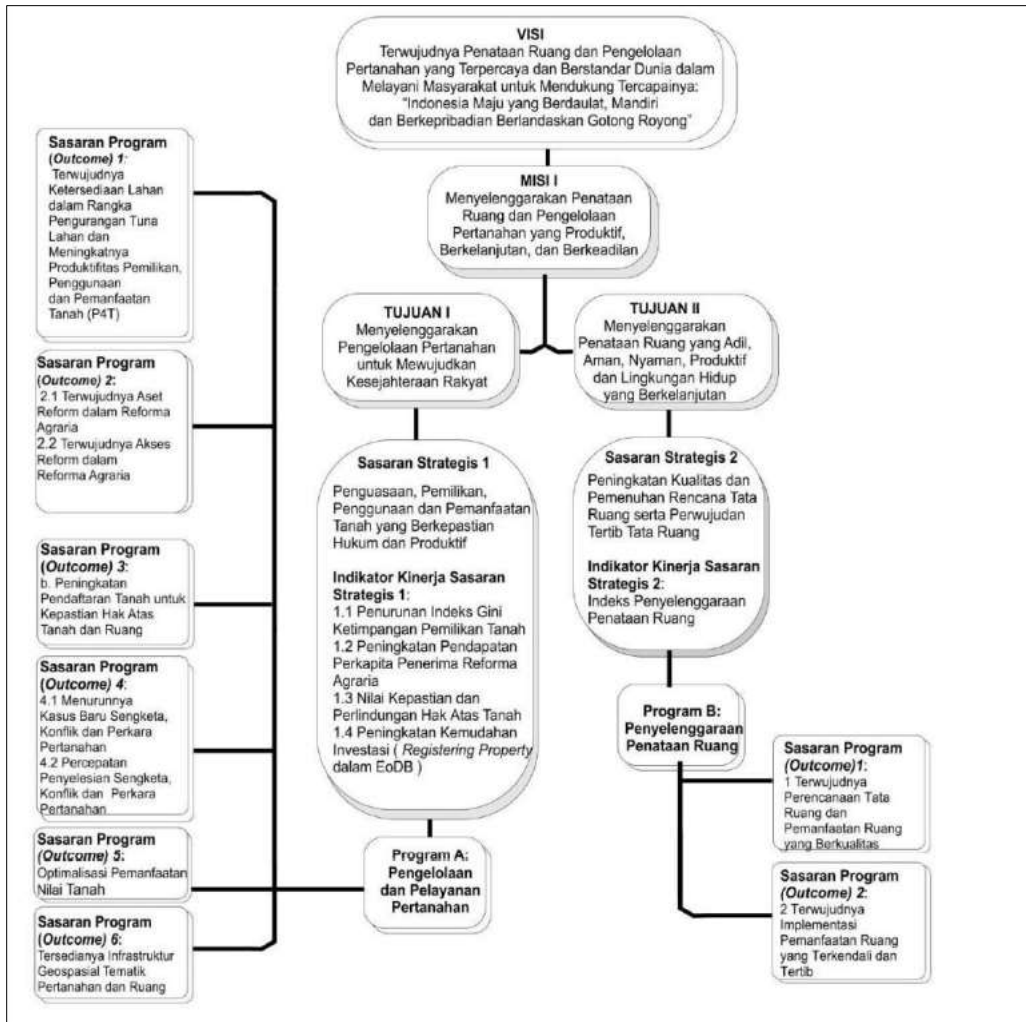 VISI
Terwujudnya Penataan Ruang dan Pengelolaan
Pertanahan yang Terpercaya dan Berstandar Dunia dalam
Melayani Masyarakat untuk Mendukung Tercapainya:
"Indonesia Maju yang Berdaulat, Mandiri
dan Berkepribadian Berlandaskan Gotong Royong"
MISI I
Menyelenggarakan Penataan
Ruang dan Pengelolaan
Pertanahan yang Produktif,
Berkelanjutan, dan Berkeadilan
TUJUAN I
Menyelenggarakan
Pengelolaan Pertanahan
untuk Mewujudkan
Kesejahteraan Rakyat
TUJUAN II
Menyelenggarakan
Penataan Ruang yang Adil,
Aman, Nyaman, Produktif
dan Lingkungan Hidup
yang Berkelanjutan
Sasaran Strategis 1
Penguasaan, Pemilikan,
Penggunaan dan Pemanfaatan
Tanah yang Berkepastian
Hukum dan Produktif
Indikator Kinerja Sasaran
Strategis 1:
1.1 Penurunan Indeks Gini
Ketimpangan Pemilikan Tanah
1.2 Peningkatan Pendapatan
Perkapita Penerima Reforma
Agraria
1.3 Nilai Kepastian dan
Perlindungan Hak Atas Tanah
1.4 Peningkatan Kemudahan
Investasi ( Registering Property
dalam EoDB )
Sasaran Strategis 2
Peningkatan Kualitas dan
Pemenuhan Rencana Tata
Ruang serta Perwujudan
Tertib Tata Ruang
Indikator Kinerja Sasaran
Strategis 2:
Indeks Penyelenggaraan
Penataan Ruang
Program A:
Pengelolaan
dan Pelayanan
Pertanahan
Program B:
Penyelenggaraan
Penataan Ruang
Sasaran Program
(Outcome) 1:
Terwujudnya
Ketersediaan Lahan
dalam Rangka
Pengurangan Tuna
Lahan dan
Meningkatnya
Produktifitas Pemilikan,
Penggunaan
dan Pemanfaatan
Tanah (P4T)
Sasaran Program
(Outcome) 2:
2.1 Terwujudnya Aset
Reform dalam Reforma
Agraria
2.2 Terwujudnya Akses
Reform dalam
Reforma Agraria
Sasaran Program
(Outcome) 3:
b. Peningkatan
Pendaftaran Tanah untuk
Kepastian Hak Atas
Tanah dan Ruang
Sasaran Program
(Outcome) 4:
4.1 Menurunnya
Kasus Baru Sengketa,
Konflik dan Perkara
Pertanahan
4.2 Percepatan
Penyelesian Sengketa,
Konflik dan Perkara
Pertanahan
Sasaran Program
(Outcome) 5:
Optimalisasi Pemanfaatan
Nilai Tanah
Sasaran Program
(Outcome) 6:
Tersedianya Infrastruktur
Geospasial Tematik
Pertanahan dan Ruang
Sasaran Program
(Outcome)1:
1 Terwujudnya
Perencanaan Tata
Ruang dan
Pemanfaatan Ruang
yang Berkualitas
Sasaran Program
(Outcome) 2:
2 Terwujudnya
Implementasi
Pemanfaatan Ruang
yang Terkendali dan
Tertib